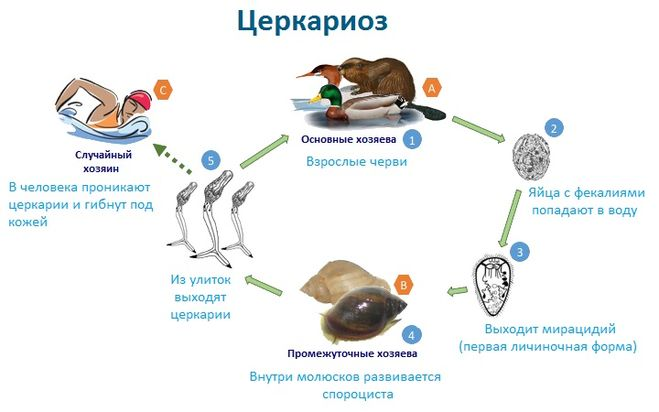 Церкариоз
C
A
Случайный
хозяин
5
Основные хозяева
1
2
Взрослые черви
В человека проникают
церкарии и гибнут под
кожей
Яйца с фекалиями
попадают в воду
3
B
Из улиток
выходят
церкарии
4
Промежуточные хозяева
Выходит мирацидий
(первая личиночная форма)
Внутри молюсков развивается
спороциста